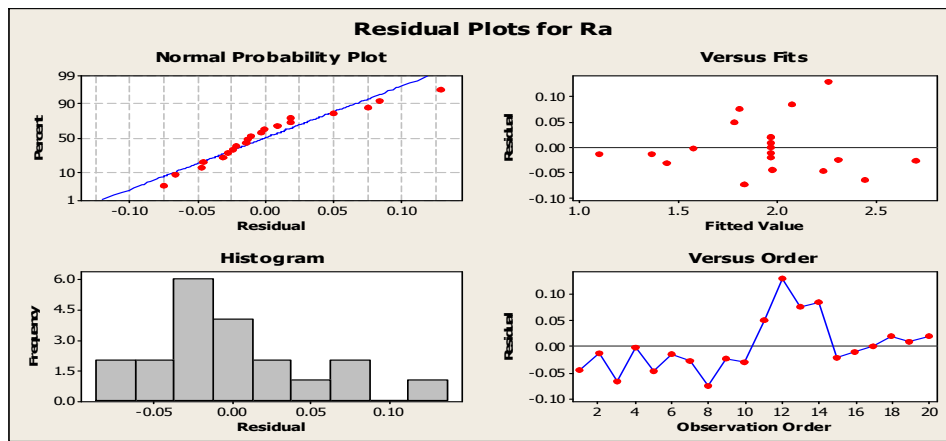 Residual Plots for Ra
Normal Probability Plot
99
90
50
10
1
Percent
-0.10 -0.05 0.00 0.05 0.10
Residual
Versus Fits
0.10
0.05
0.00
-0.05
-0.10
Residual
1.0 1.5 2.0 2.5
Fitted Value
Histogram
6.0
4.5
3.0
1.5
0.0
Frequency
-0.05 0.00 0.05 0.10
Residual
Versus Order
0.10
0.05
0.00
-0.05
-0.10
Residual
2 4 6 8 10 12 14 16 18 20
Observation Order